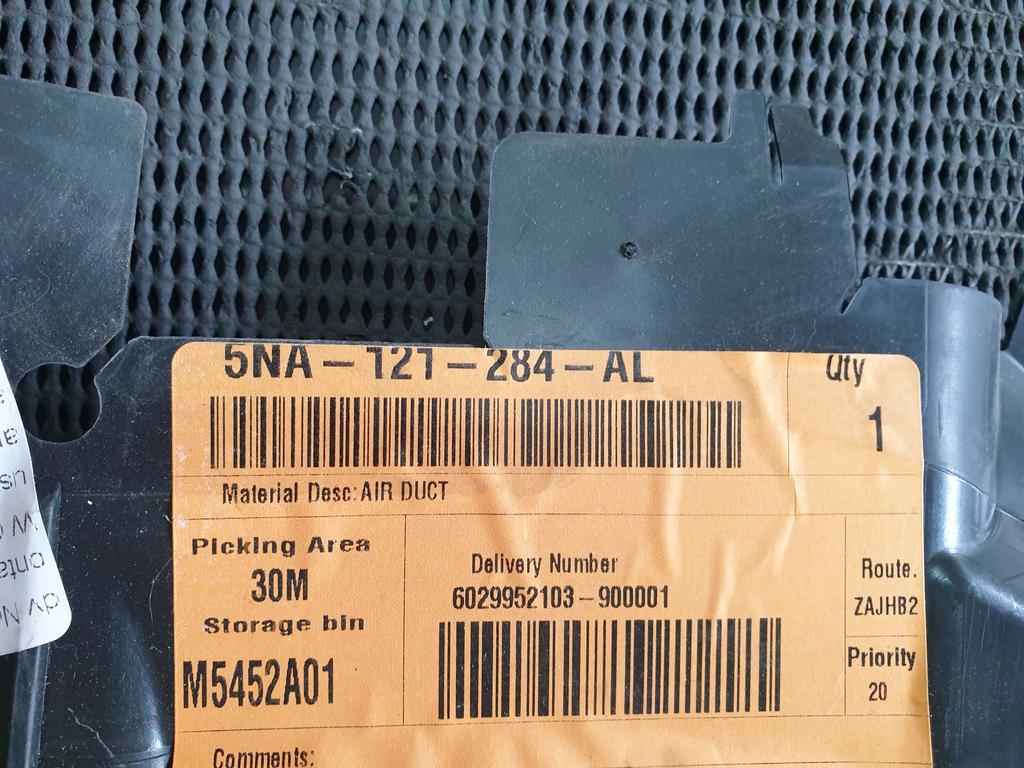 5NA-121-284-AL
Qty
1
Material Desc: AIR DUCT
Picking Area
30M
Storage bin
M5452A01
Delivery Number
6029952103-900001
Route.
ZAJHB2
Priority
20
Comments: